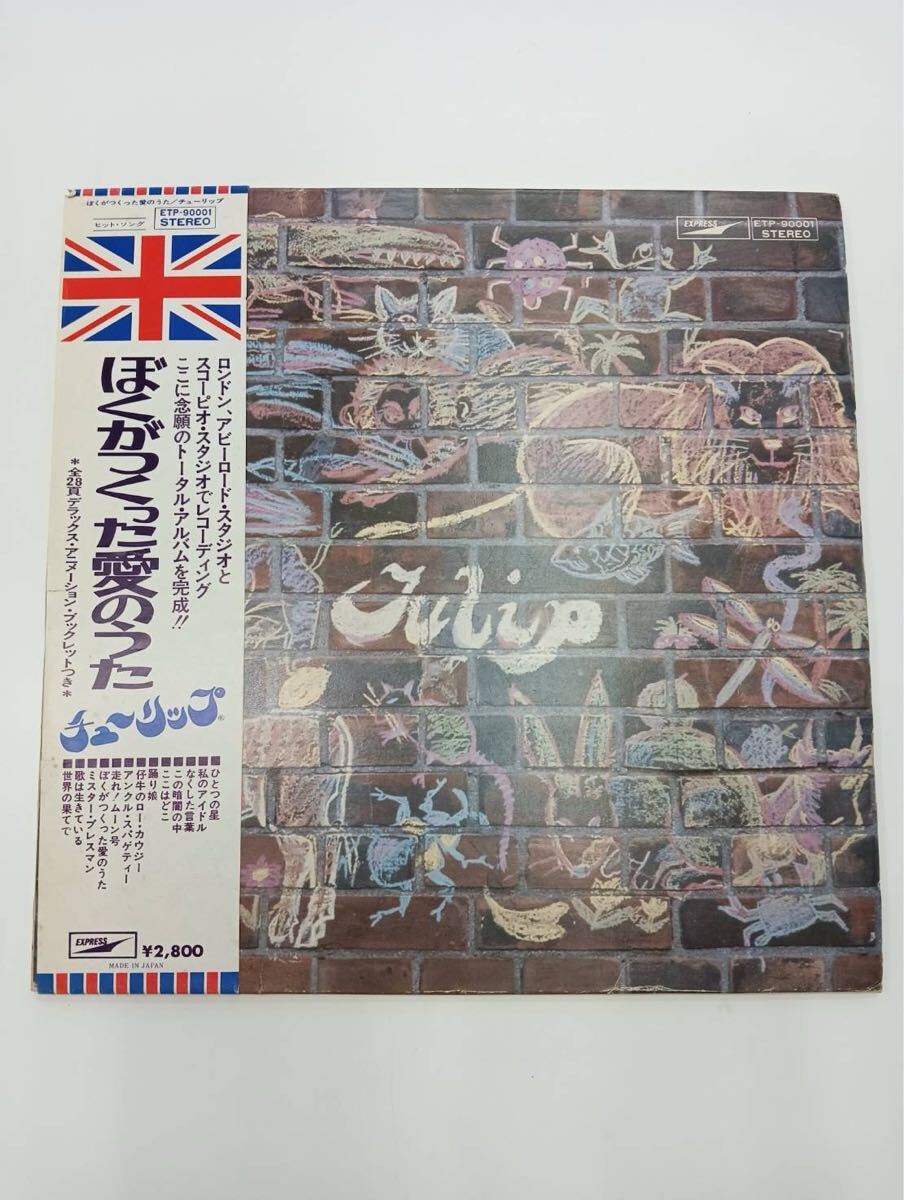 ぼくがつくった愛のうた/チューリップ
ヒット・ソング
ETP-90001
STEREO
ロンドン、アビーロード・スタジオと
スコーピオ・スタジオでレコーディング
ここに念願のトータル・アルバムを完成!!
ぼくがつくった愛のうた
*全28頁デラックス・アニメーション・ブックレットつき*
チューリップ®
■ひとつの星
■私のアイドル
■なくした言葉
■この暗闇の中
■ここはどこ
■踊り娘
■仔牛のロー・カウジー
■アンクル・スパゲティー
■走れ!ムーン号
■ぼくがつくった愛のうた
■ミスター・プレスマン
■歌は生きている
■世界の果てで
EXPRESS
¥2,800
MADE IN JAPAN
EXPRESS
ETP-90001
STEREO
Tulip